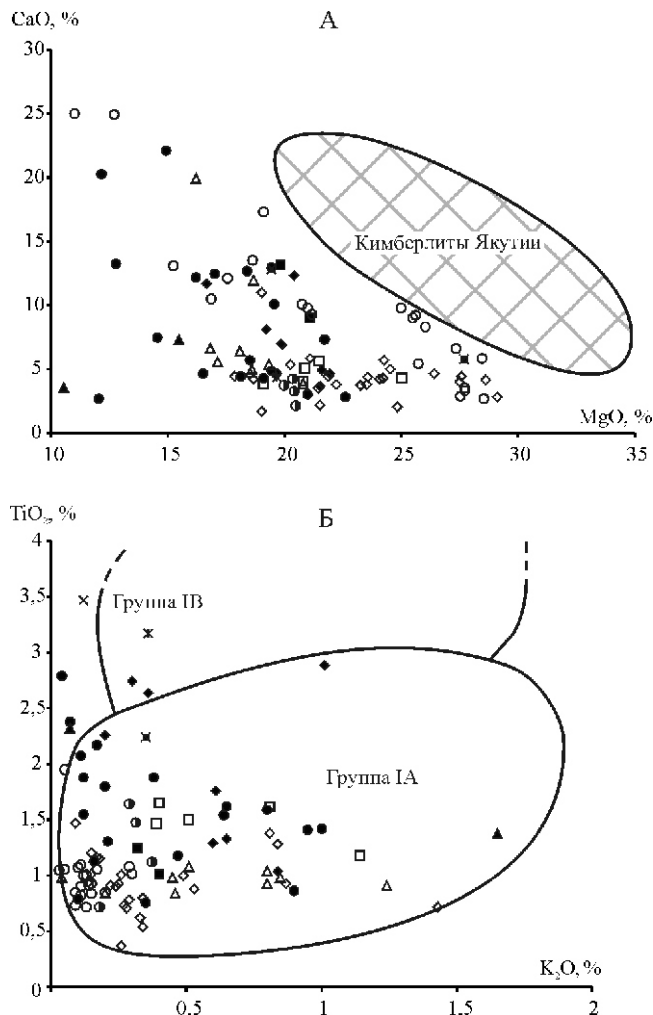 А
CaO, %
30
25
20
15
10
5
0
Кимберлиты Якутии
10 15 20 25 30 35
MgO, %
Б
TiO₂, %
4
3,5
3
2,5
2
1,5
1
0,5
0
Группа IB
Группа IA
0.5 1 1.5 2
K₂O, %